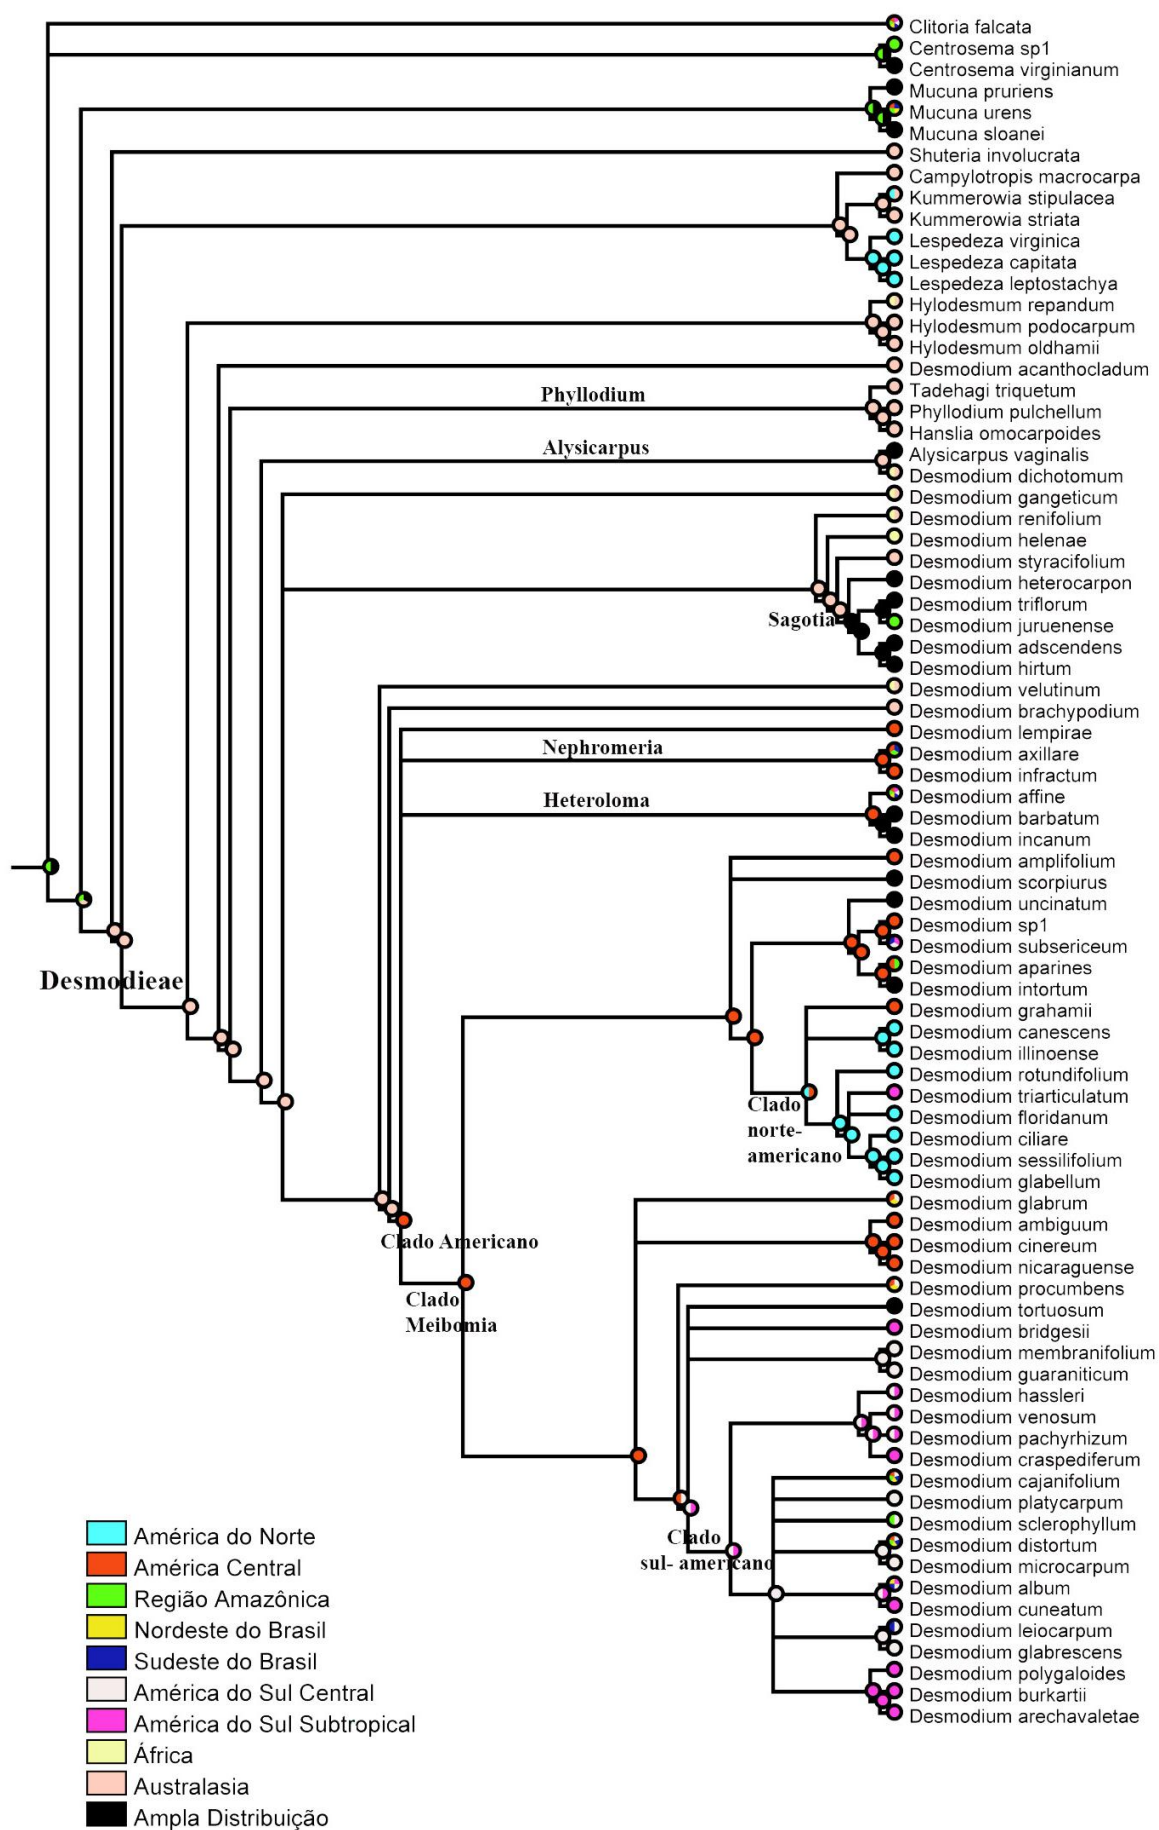 Clitoria falcata
Centrosema sp1
Centrosema virginianum
Mucuna pruriens
Mucuna urens
Mucuna sloanei
Shuteria involucrata
Campylotropis macrocarpa
Kummerowia stipulacea
Kummerowia striata
Lespedeza virginica
Lespedeza capitata
Lespedeza leptostachya
Hylodesmum repandum
Hylodesmum podocarpum
Hylodesmum oldhamii
Desmodium acanthocladum
Tadehagi triquetum
Phyllodium
Phyllodium pulchellum
Hanslia omocarpoides
Alysicarpus
Alysicarpus vaginalis
Desmodium dichotomum
Desmodium gangeticum
Desmodium renifolium
Desmodium helenae
Desmodium styracifolium
Desmodium heterocarpon
Desmodium triflorum
Sagotia
Desmodium juruenense
Desmodium adscendens
Desmodium hirtum
Desmodium velutinum
Desmodium brachypodium
Desmodium lempirae
Nephromeria
Desmodium axillare
Desmodium infractum
Heteroloma
Desmodium affine
Desmodium barbatum
Desmodium incanum
Desmodium amplifolium
Desmodium scorpiurus
Desmodium uncinatum
Desmodium sp1
Desmodium subsericeum
Desmodium aparines
Desmodieae
Desmodium intortum
Desmodium grahamii
Desmodium canescens
Desmodium illinoense
Desmodium rotundifolium
Desmodium triarticulatum
Clado
norte-
americano
Desmodium floridanum
Desmodium ciliare
Desmodium sessilifolium
Desmodium glabellum
Desmodium glabrum
Desmodium ambiguum
Clado Americano
Desmodium cinereum
Desmodium nicaraguense
Desmodium procumbens
Clado
Meibomia
Desmodium tortuosum
Desmodium bridgesii
Desmodium membranifolium
Desmodium guaraniticum
Desmodium hassleri
Desmodium venosum
Desmodium pachyrhizum
Desmodium craspediferum
Desmodium cajanifolium
Desmodium platycarpum
Desmodium sclerophyllum
Clado
sul- americano
Desmodium distortum
Desmodium microcarpum
Desmodium album
Desmodium cuneatum
Desmodium leiocarpum
Desmodium glabrescens
Desmodium polygaloides
Desmodium burkartii
Desmodium arechavaletae
América do Norte
América Central
Região Amazônica
Nordeste do Brasil
Sudeste do Brasil
América do Sul Central
América do Sul Subtropical
África
Australasia
Ampla Distribuição